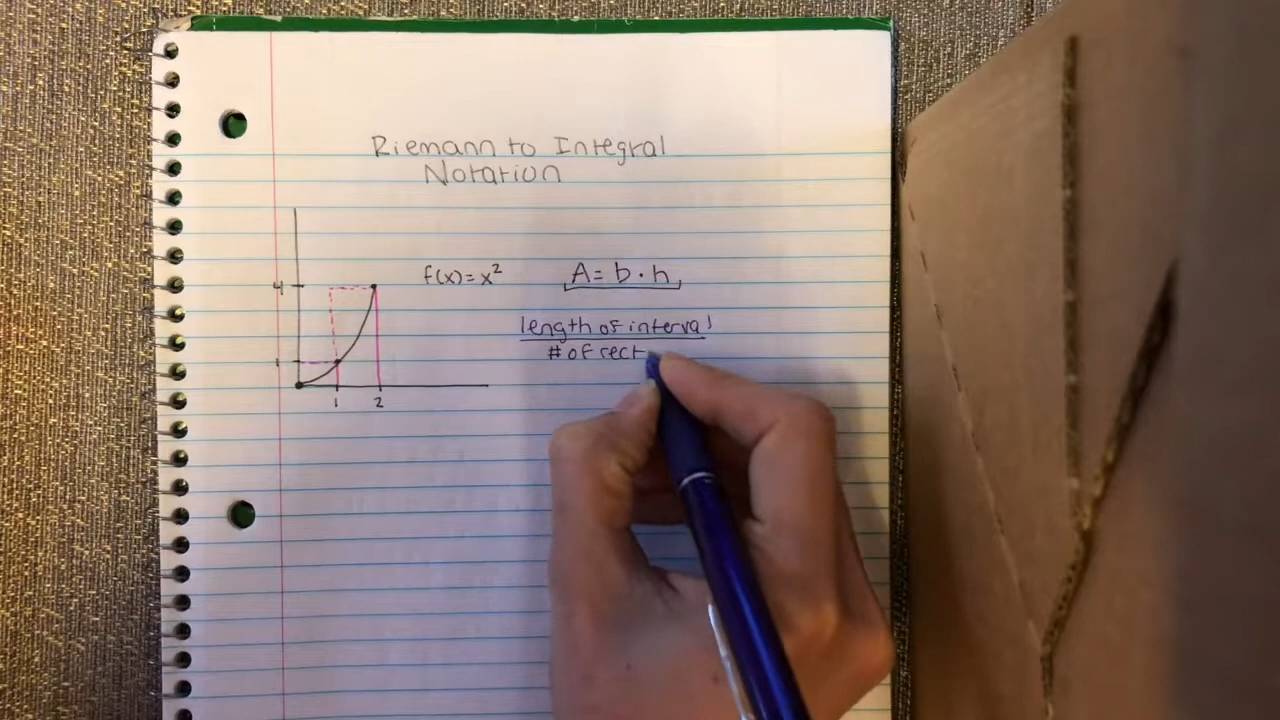 Riemann to Integral
Notation
f(x)=x²
A=b·h
4
length of interval
# of rect
1
1 2